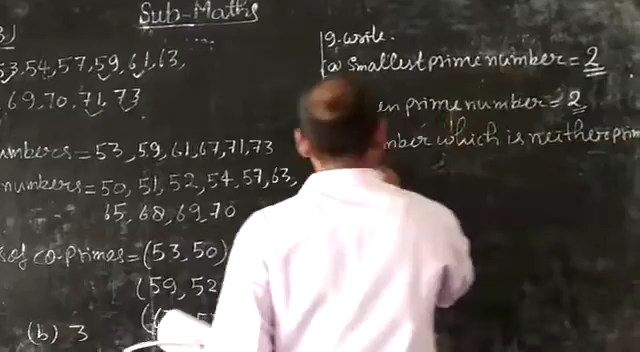 Sub-Maths
53, 54, 57, 59, 61, 63,
69, 70, 71, 73
umbers = 53, 59, 61, 67, 71, 73
numbers = 50, 51, 52, 54, 57, 63,
65, 68, 69, 70
s of co-primes = (53, 50)
(59, 52
(b) 3
9. write.
(a) Smallest prime number = 2
en prime number = 2
mber which is neither prim